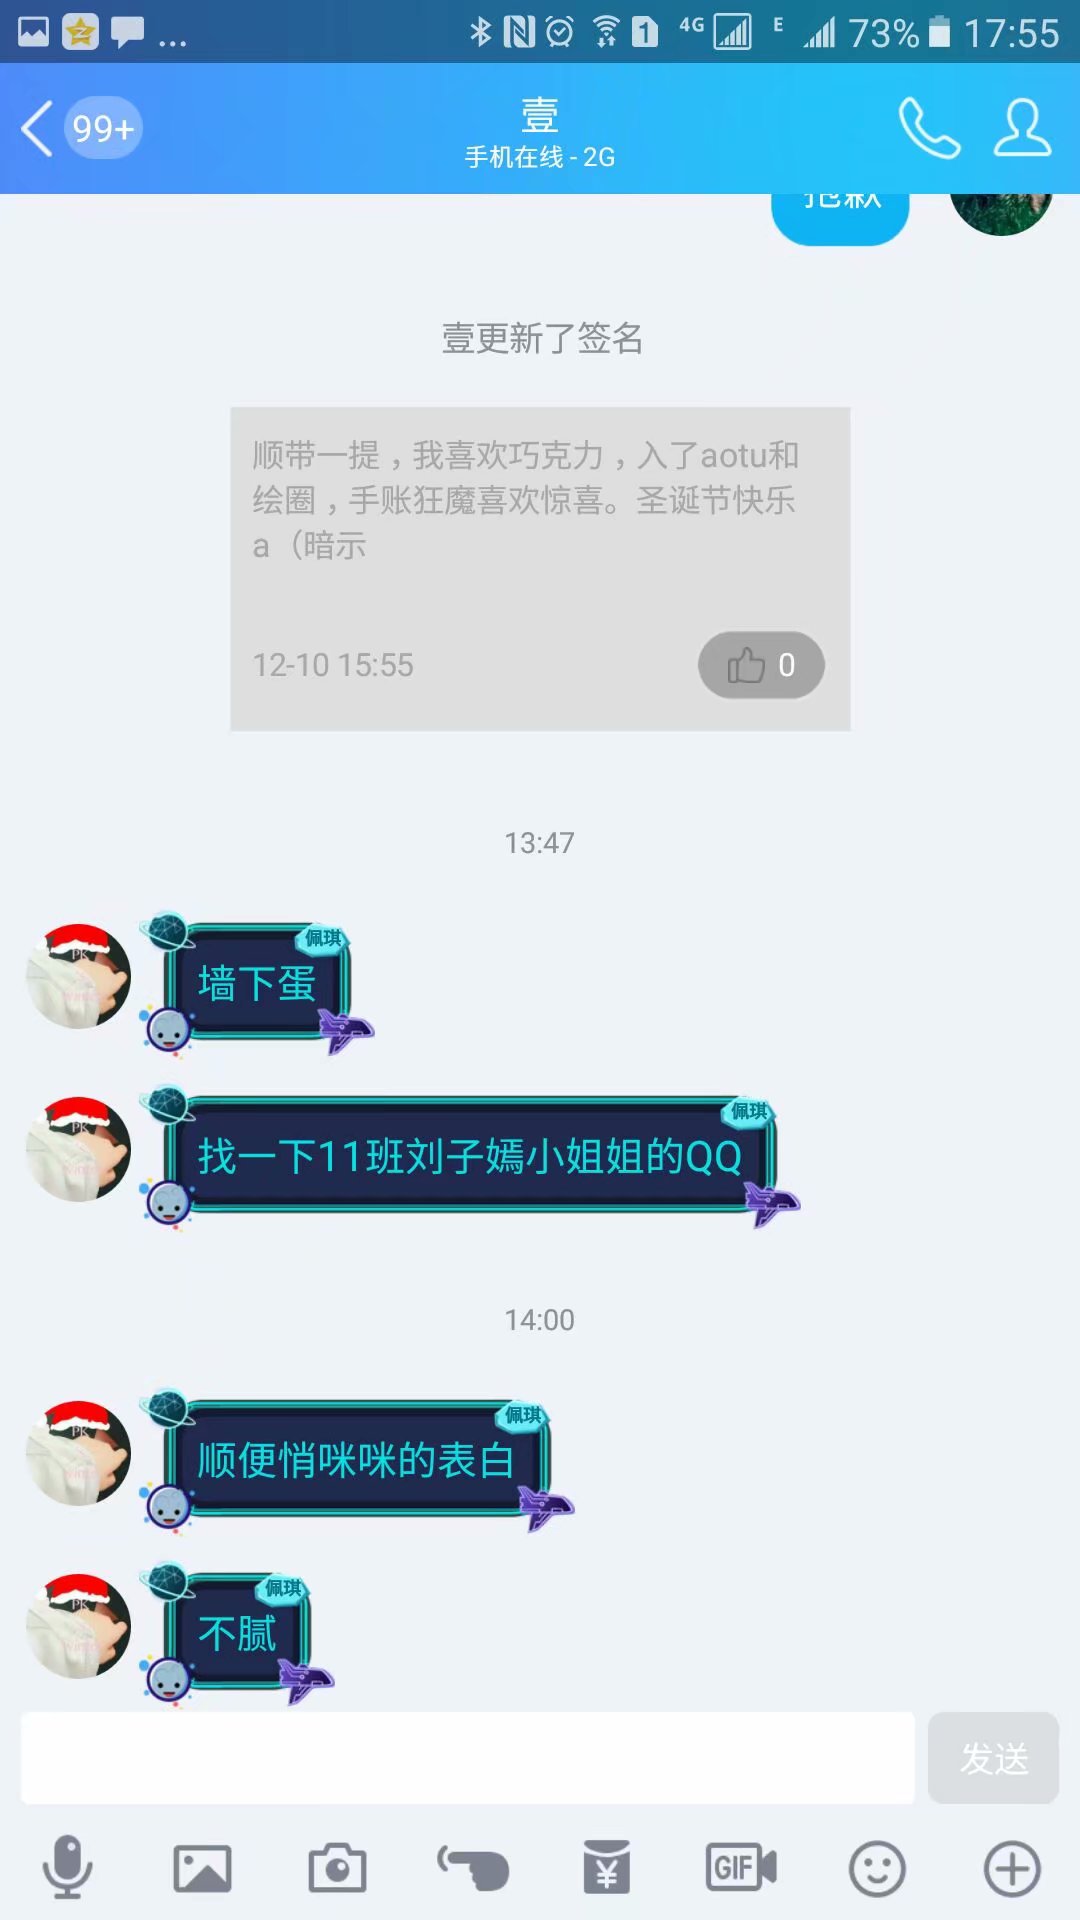 4G
1
E
73%
17:55
99+
壹
手机在线 - 2G
抱歉
壹更新了签名
顺带一提，我喜欢巧克力，入了aotu和
绘圈，手账狂魔喜欢惊喜。圣诞节快乐
a（暗示
12-10 15:55
0
13:47
佩琪
墙下蛋
佩琪
找一下11班刘子嫣小姐姐的QQ
14:00
佩琪
顺便悄咪咪的表白
佩琪
不腻
发送
¥
GIF